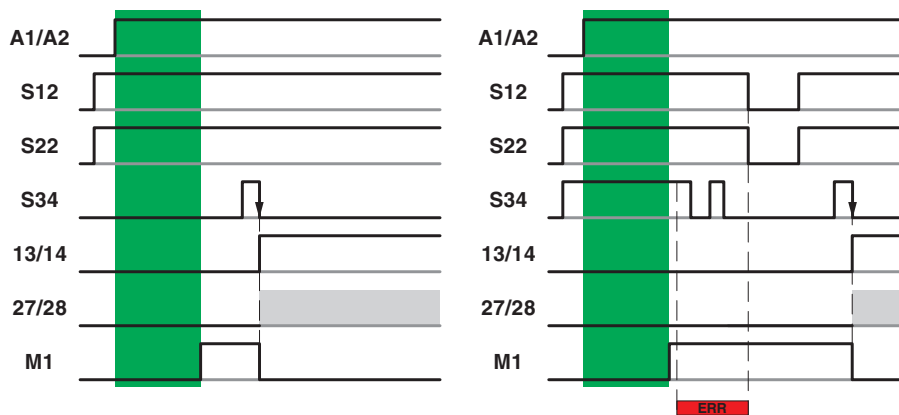 A1/A2 A1/A2
S12 S12
S22 S22
S34 S34
13/14 13/14
27/28 27/28
M1 M1
ERR